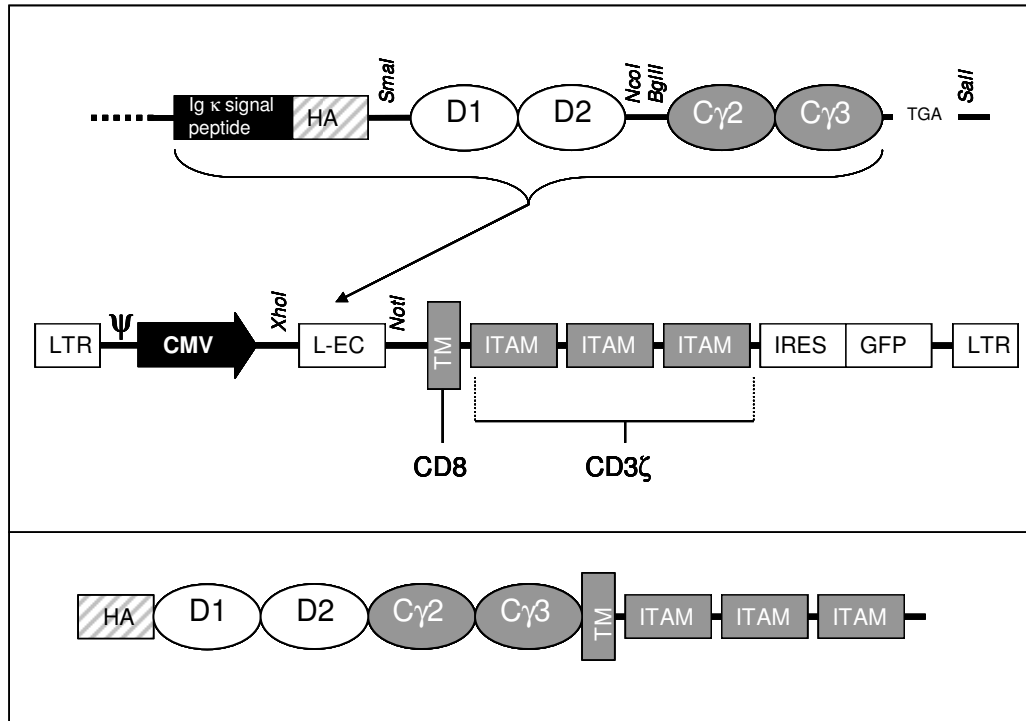 SmaI
NcoI
BglII
SalI
Ig κ signal
peptide
HA
D1
D2
Cγ2
Cγ3
TGA
XhoI
NotI
LTR
Ψ
CMV
L-EC
TM
ITAM
ITAM
ITAM
IRES
GFP
LTR
CD8
CD3ζ
HA
D1
D2
Cγ2
Cγ3
TM
ITAM
ITAM
ITAM